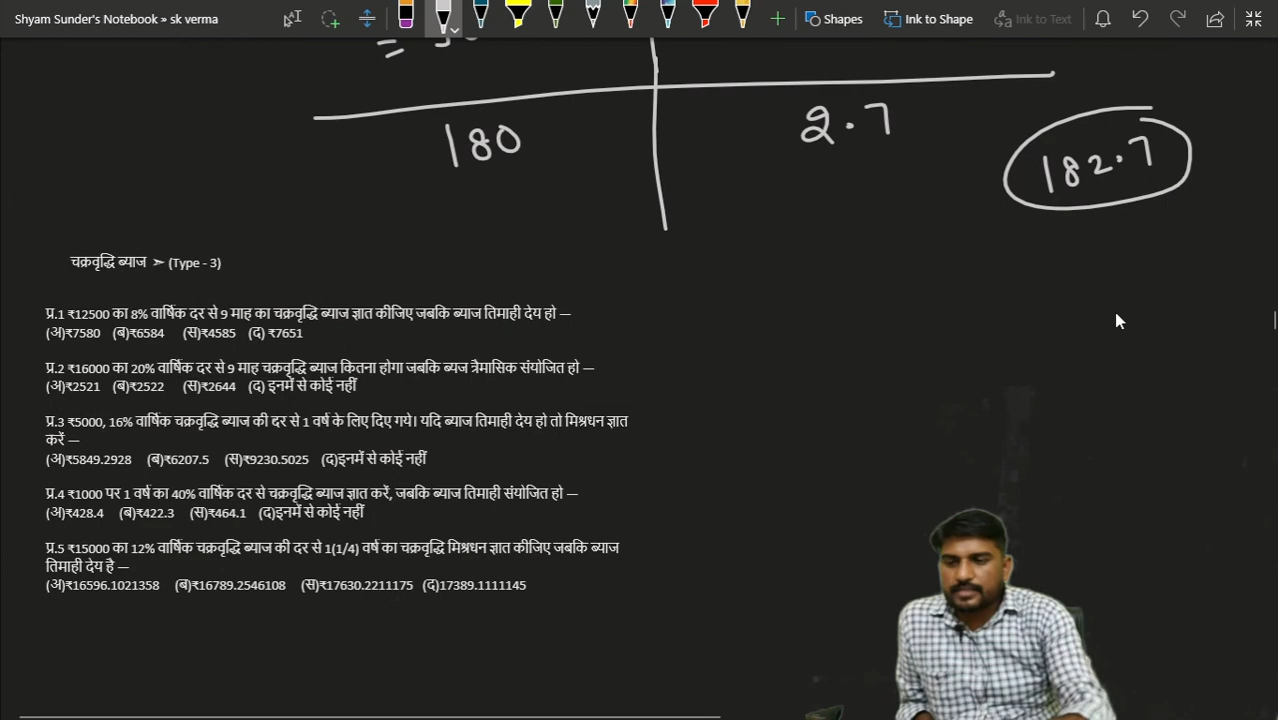 Shyam Sunder's Notebook » sk verma
Shapes Ink to Shape Ink to Text
180 2.7
182.7
चक्रवृद्धि ब्याज ➣ (Type - 3)
प्र.1 ₹12500 का 8% वार्षिक दर से 9 माह का चक्रवृद्धि ब्याज ज्ञात कीजिए जबकि ब्याज तिमाही देय हो —
(अ)₹7580 (ब)₹6584 (स)₹4585 (द) ₹7651
प्र.2 ₹16000 का 20% वार्षिक दर से 9 माह चक्रवृद्धि ब्याज कितना होगा जबकि ब्यज त्रैमासिक संयोजित हो —
(अ)₹2521 (ब)₹2522 (स)₹2644 (द) इनमें से कोई नहीं
प्र.3 ₹5000, 16% वार्षिक चक्रवृद्धि ब्याज की दर से 1 वर्ष के लिए दिए गये। यदि ब्याज तिमाही देय हो तो मिश्रधन ज्ञात
करें —
(अ)₹5849.2928 (ब)₹6207.5 (स)₹9230.5025 (द)इनमें से कोई नहीं
प्र.4 ₹1000 पर 1 वर्ष का 40% वार्षिक दर से चक्रवृद्धि ब्याज ज्ञात करें, जबकि ब्याज तिमाही संयोजित हो —
(अ)₹428.4 (ब)₹422.3 (स)₹464.1 (द)इनमें से कोई नहीं
प्र.5 ₹15000 का 12% वार्षिक चक्रवृद्धि ब्याज की दर से 1(1/4) वर्ष का चक्रवृद्धि मिश्रधन ज्ञात कीजिए जबकि ब्याज
तिमाही देय है —
(अ)₹16596.1021358 (ब)₹16789.2546108 (स)₹17630.2211175 (द)17389.1111145